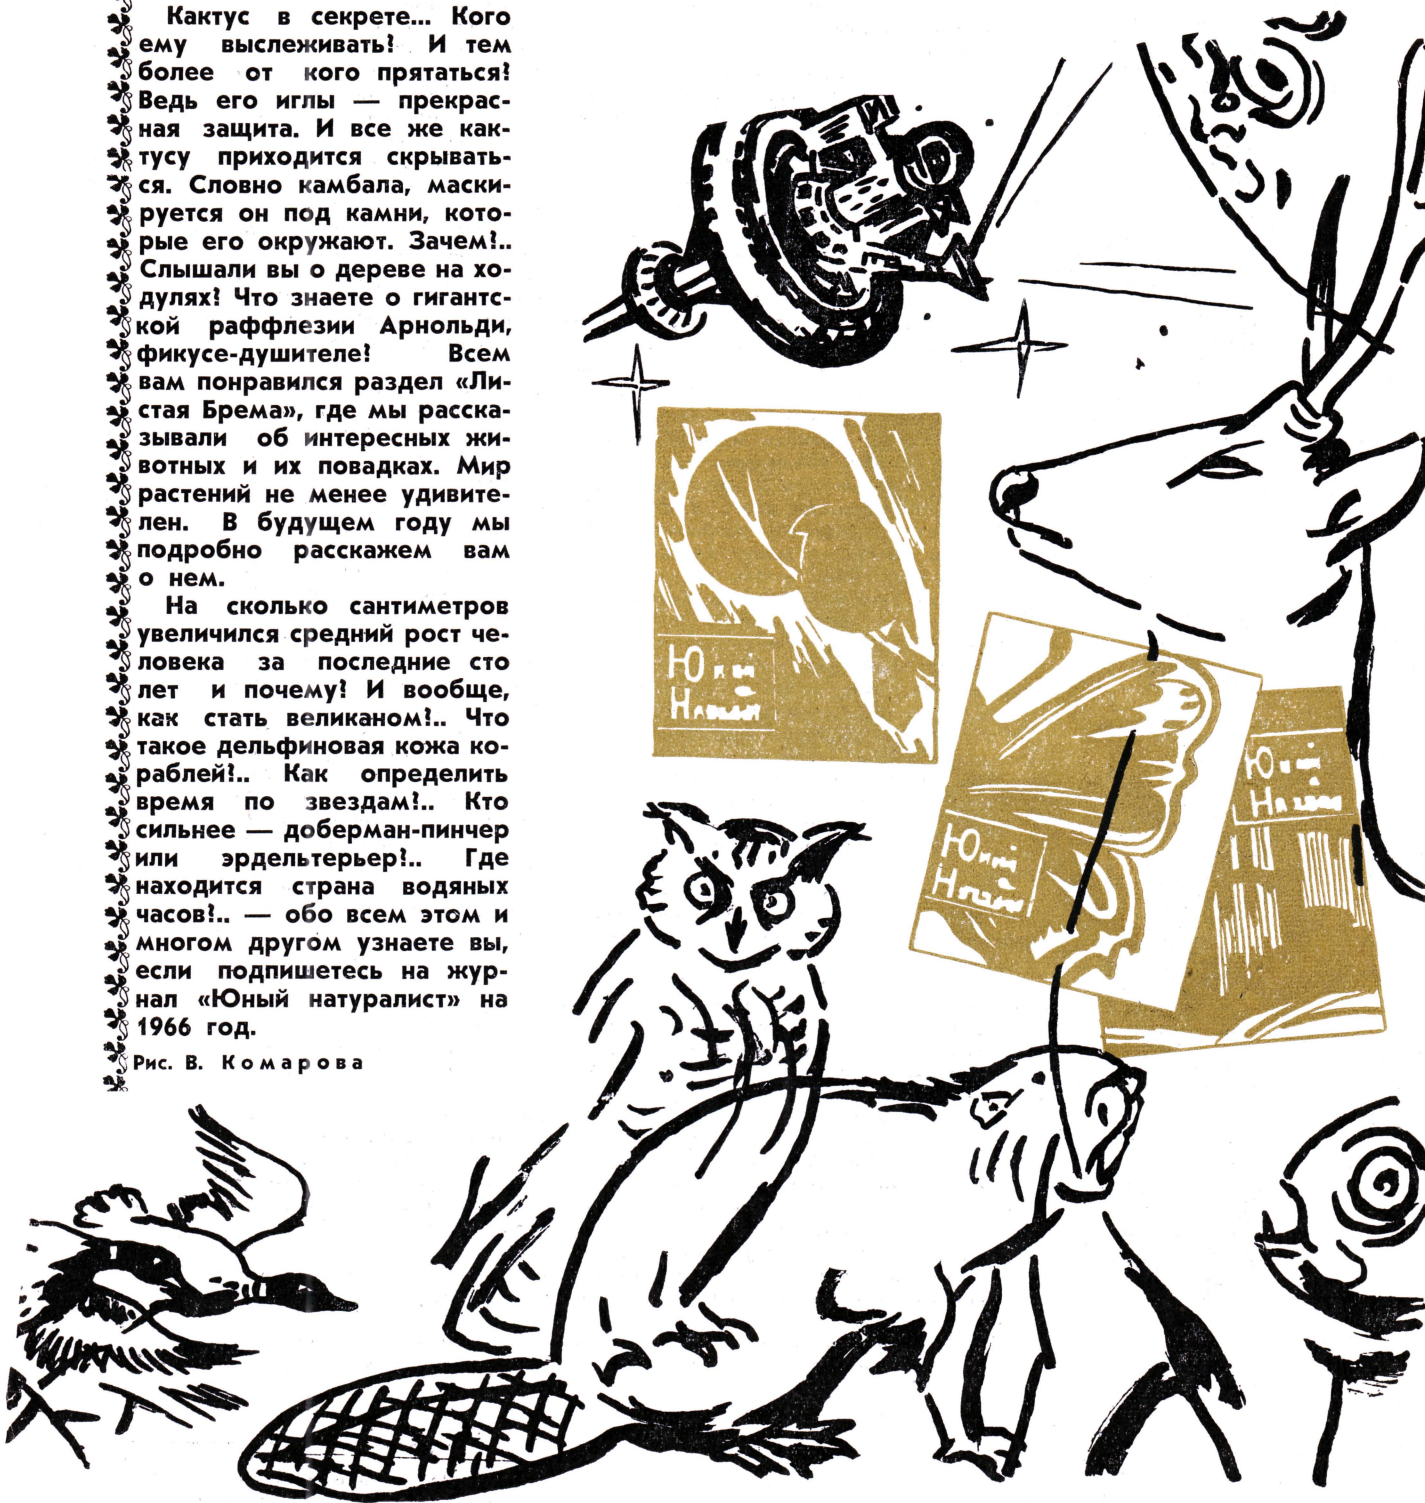 Кактус в секрете... Кого
ему выслеживать? И тем
более от кого прятаться?
Ведь его иглы — прекрас-
ная защита. И все же как-
тусу приходится скрывать-
ся. Словно камбала, маски-
руется он под камни, кото-
рые его окружают. Зачем?..
Слышали вы о дереве на хо-
дулях? Что знаете о гигантс-
кой раффлезии Арнольди,
фикусе-душителе? Всем
вам понравился раздел «Ли-
стая Брема», где мы расска-
зывали об интересных жи-
вотных и их повадках. Мир
растений не менее удивите-
лен. В будущем году мы
подробно расскажем вам
о нем.
На сколько сантиметров
увеличился средний рост че-
ловека за последние сто
лет и почему? И вообще,
как стать великаном?.. Что
такое дельфиновая кожа ко-
раблей?.. Как определить
время по звездам?.. Кто
сильнее — доберман-пинчер
или эрдельтерьер?.. Где
находится страна водяных
часов?.. — обо всем этом и
многом другом узнаете вы,
если подпишетесь на жур-
нал «Юный натуралист» на
1966 год.
Рис. В. Комарова